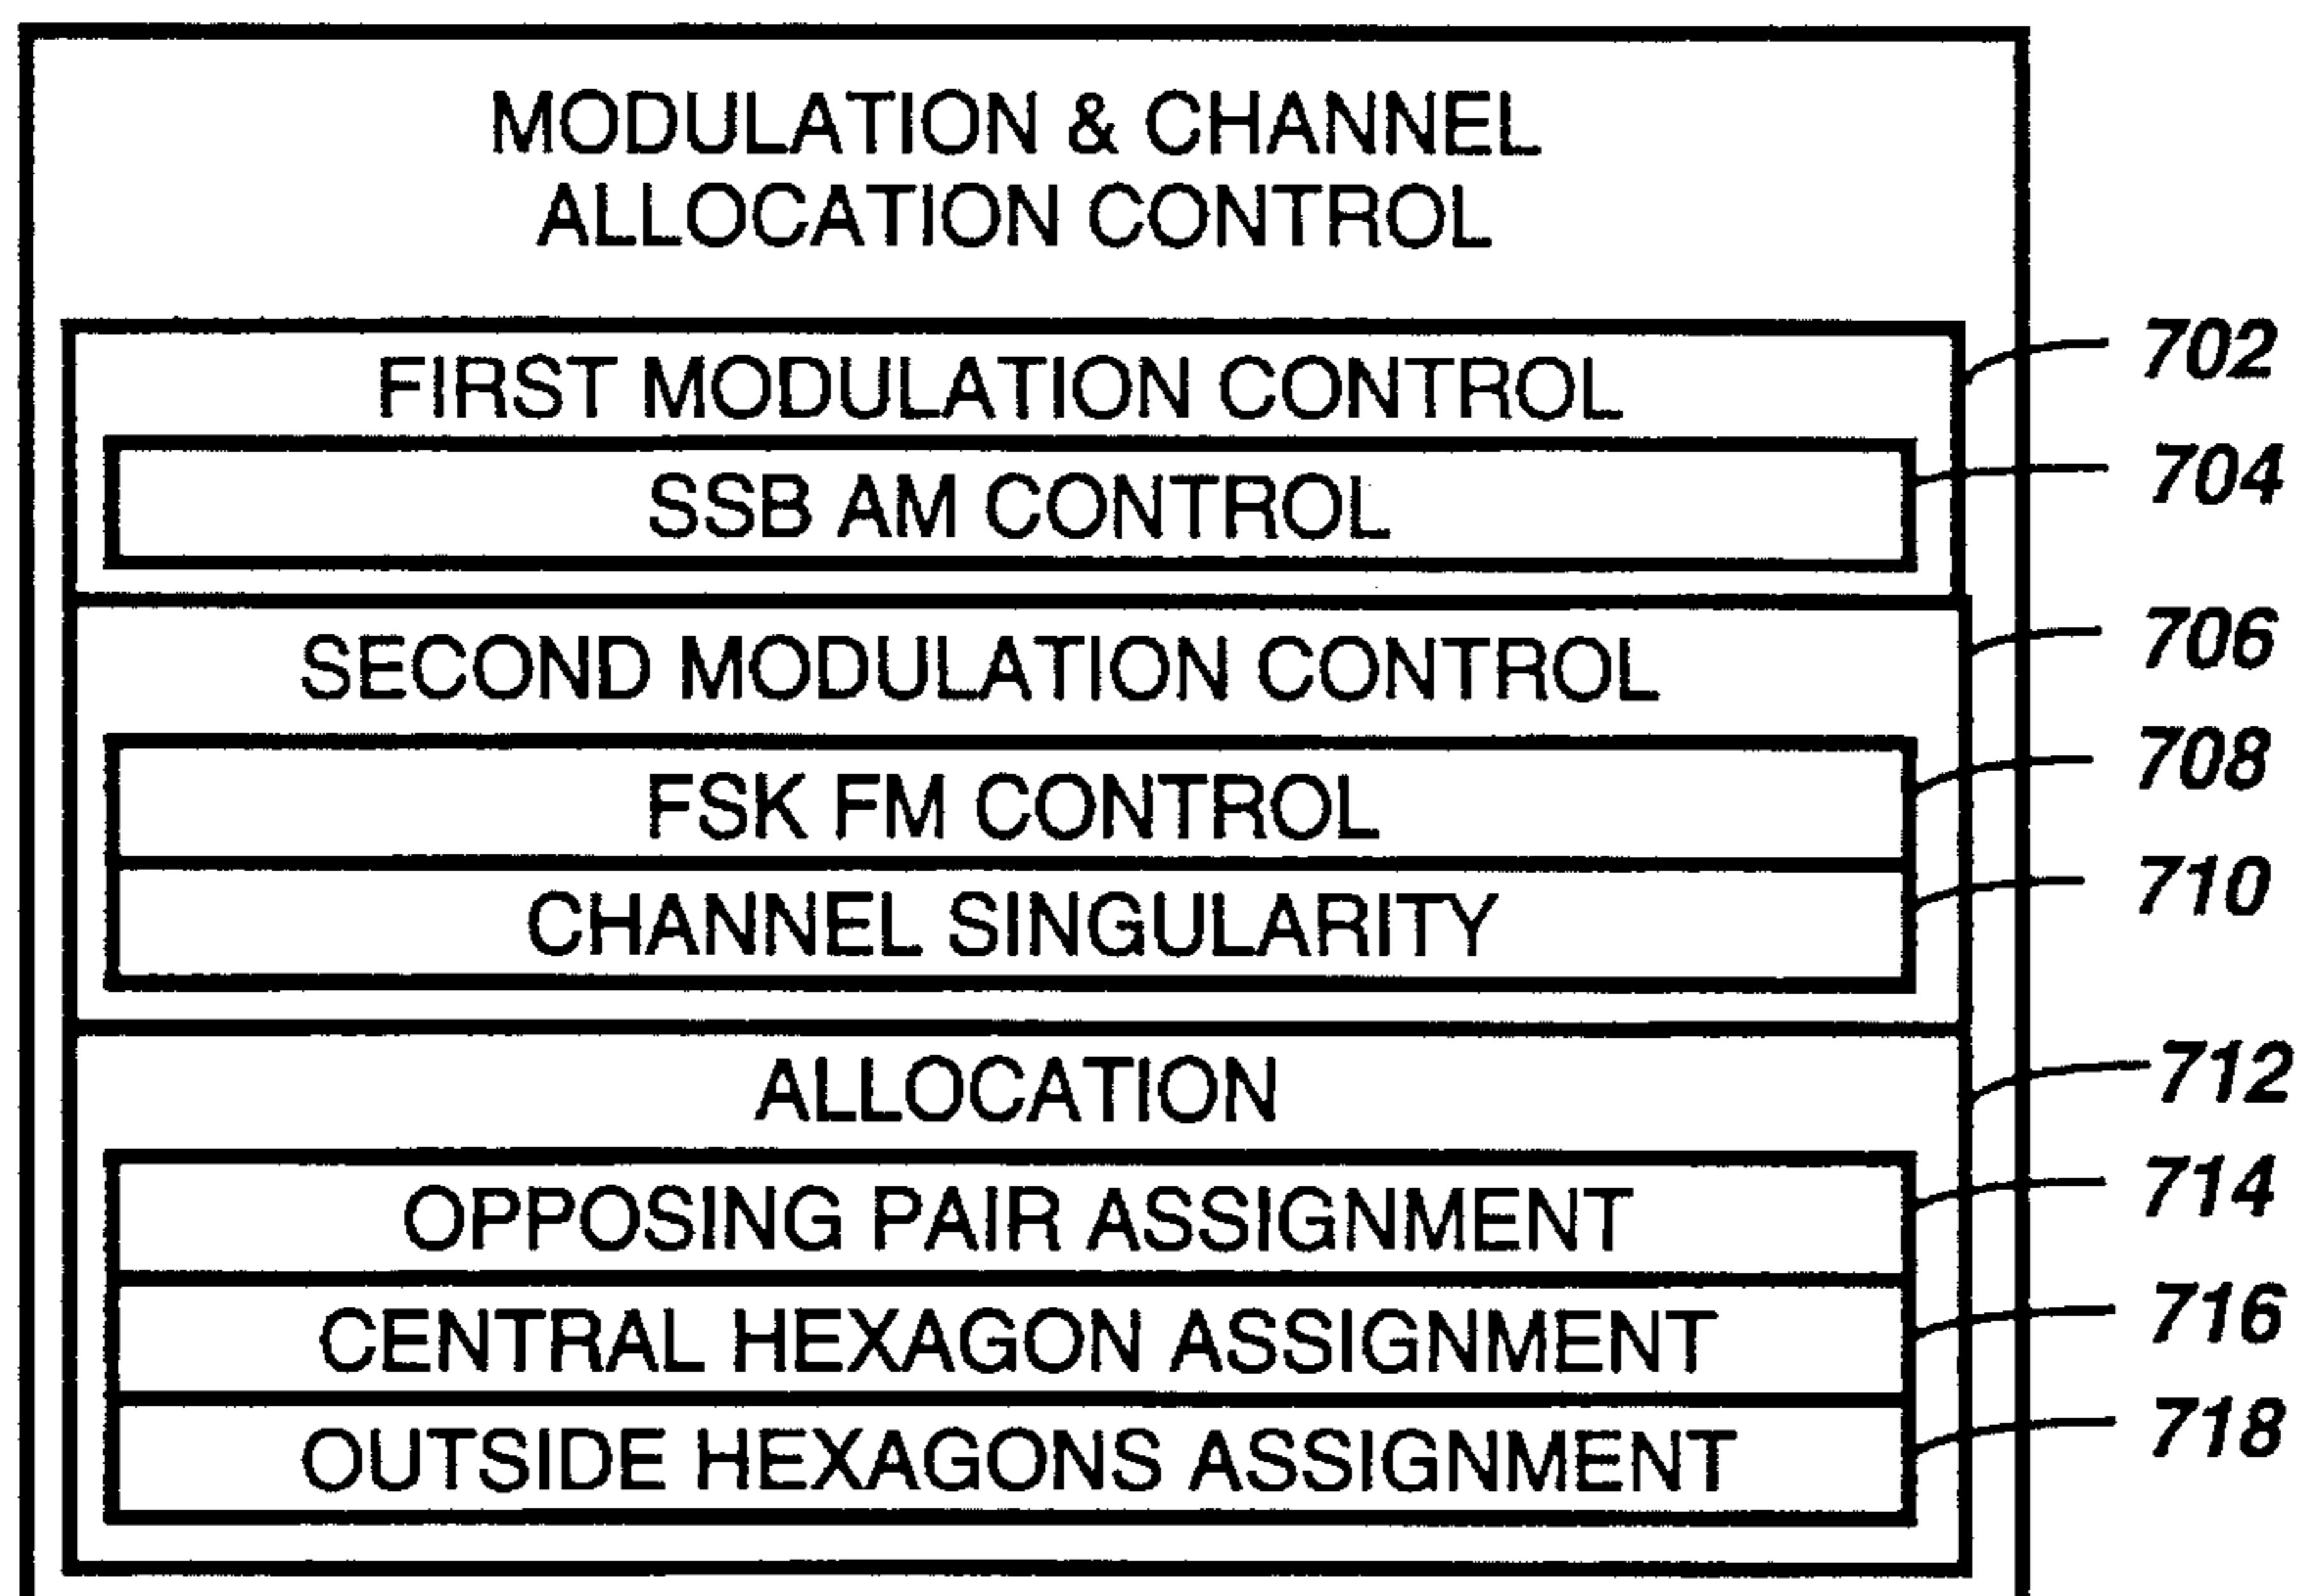 MODULATION & CHANNEL
ALLOCATION CONTROL
FIRST MODULATION CONTROL 702
SSB AM CONTROL 704
SECOND MODULATION CONTROL 706
FSK FM CONTROL 708
CHANNEL SINGULARITY 710
ALLOCATION 712
OPPOSING PAIR ASSIGNMENT 714
CENTRAL HEXAGON ASSIGNMENT 716
OUTSIDE HEXAGONS ASSIGNMENT 718